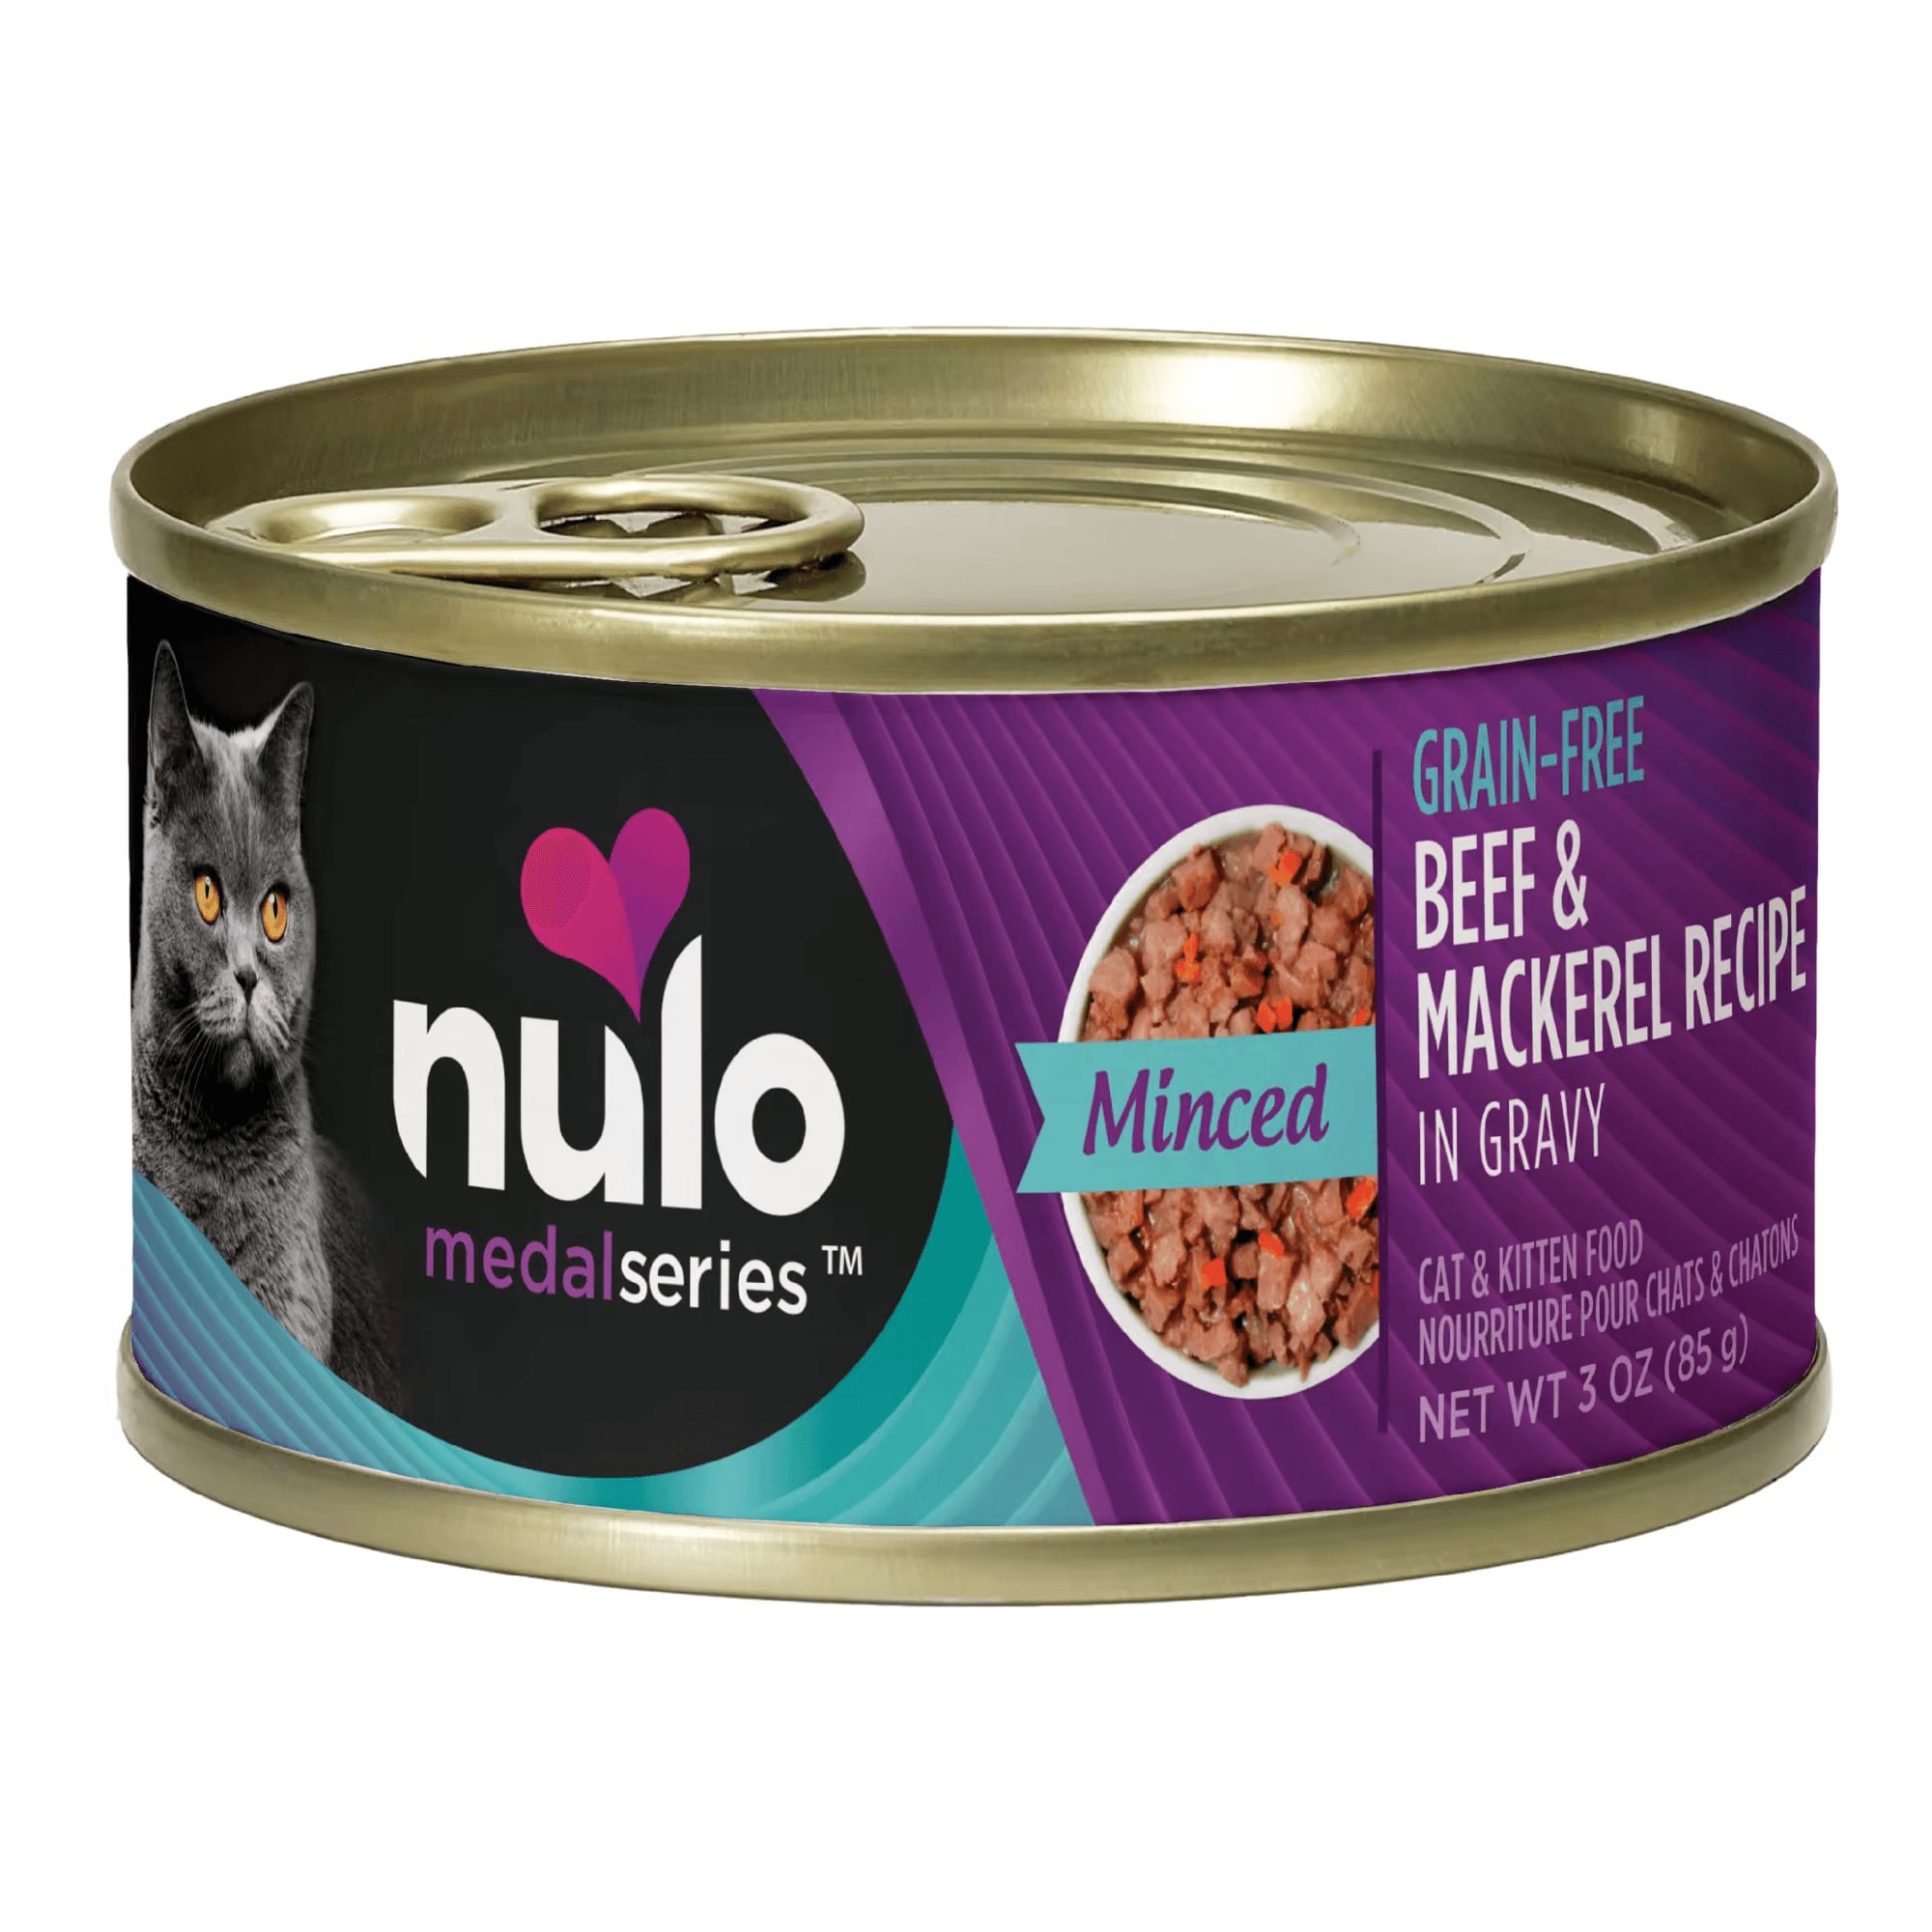 nulo
medalseries™
Minced
GRAIN-FREE
BEEF &
MACKEREL RECIPE
IN GRAVY
CAT & KITTEN FOOD
NOURRITURE POUR CHATS & CHATONS
NET WT 3 OZ (85 g)